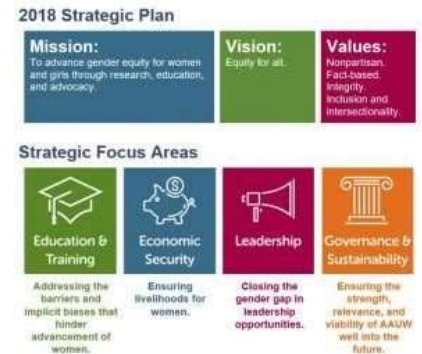 2018 Strategic Plan
Mission:
To advance gender equity for women
and girls through research, education,
and advocacy.
Vision:
Equity for all.
Values:
Nonpartisan.
Fact-based.
Integrity.
Inclusion and
intersectionality.
Strategic Focus Areas
Education &
Training
Economic
Security
Leadership
Governance &
Sustainability
Addressing the
barriers and
implicit biases that
hinder
advancement of
women.
Ensuring
livelihoods for
women.
Closing the
gender gap in
leadership
opportunities.
Ensuring the
strength,
relevance, and
viability of AAUW
well into the
future.